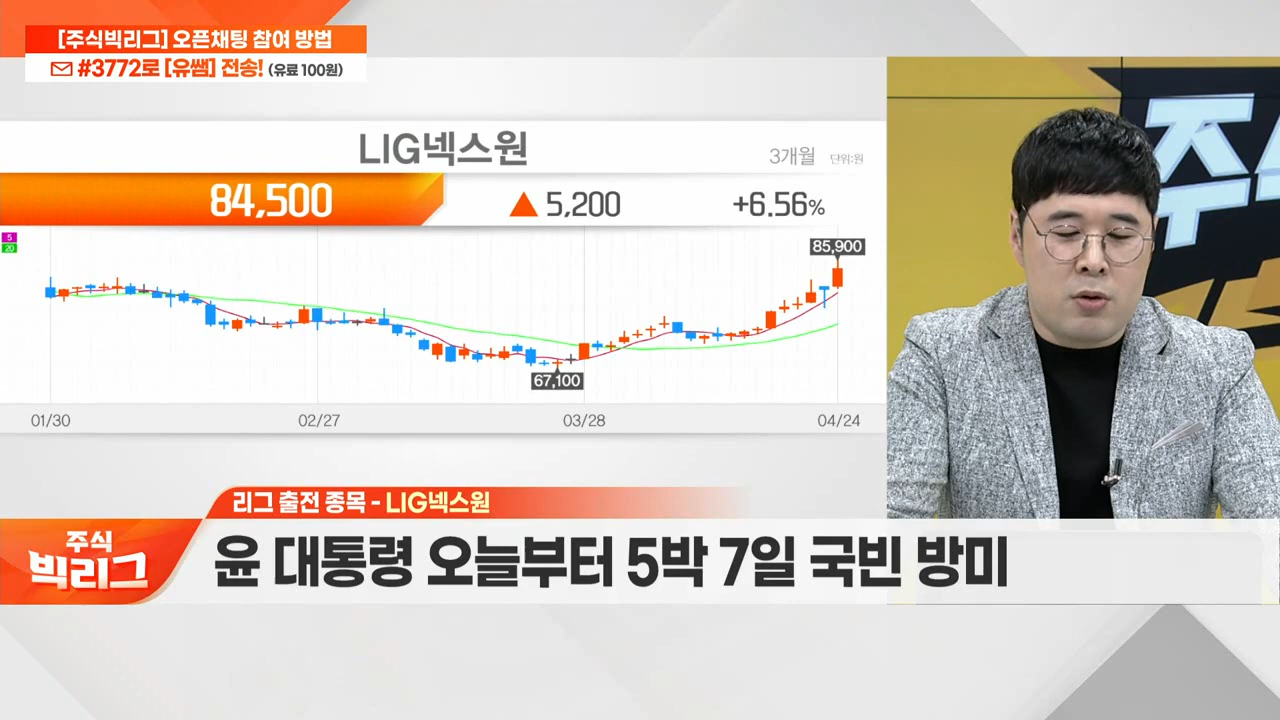 [주식빅리그] 오픈채팅 참여 방법
#3772로 [유쌤] 전송! (유료 100원)
LIG넥스원
3개월 단위:원
84,500 ▲ 5,200 +6.56%
5
20
85,900
67,100
01/30 02/27 03/28 04/24
주식
리그 출전 종목 - LIG넥스원
주식
빅리그
윤 대통령 오늘부터 5박 7일 국빈 방미